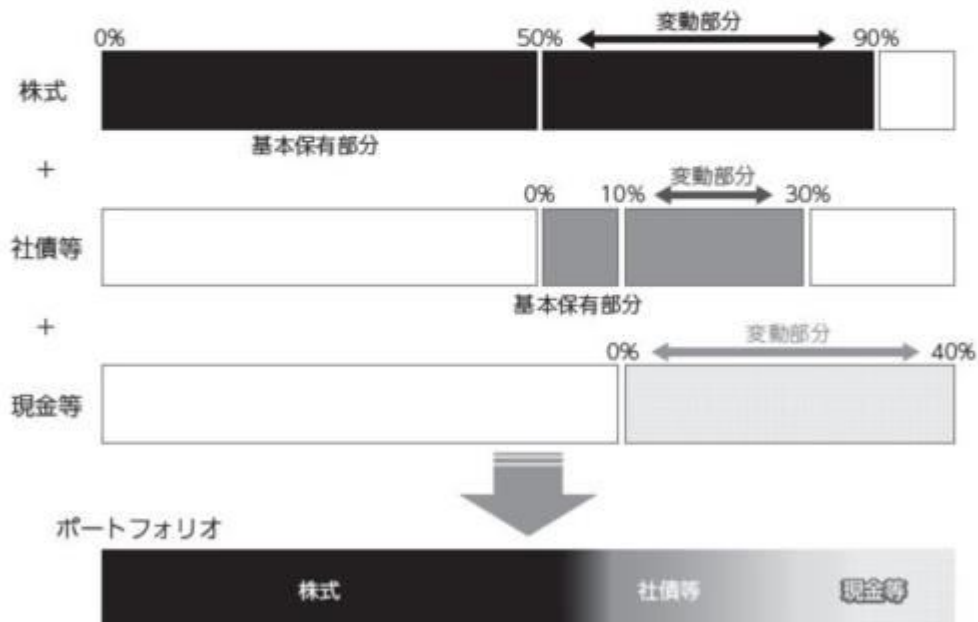 変動部分
0% 50% 90%
株式
基本保有部分
+
変動部分
0% 10% 30%
社債等
基本保有部分
+
変動部分
0% 40%
現金等
ポートフォリオ
株式 社債等 現金等